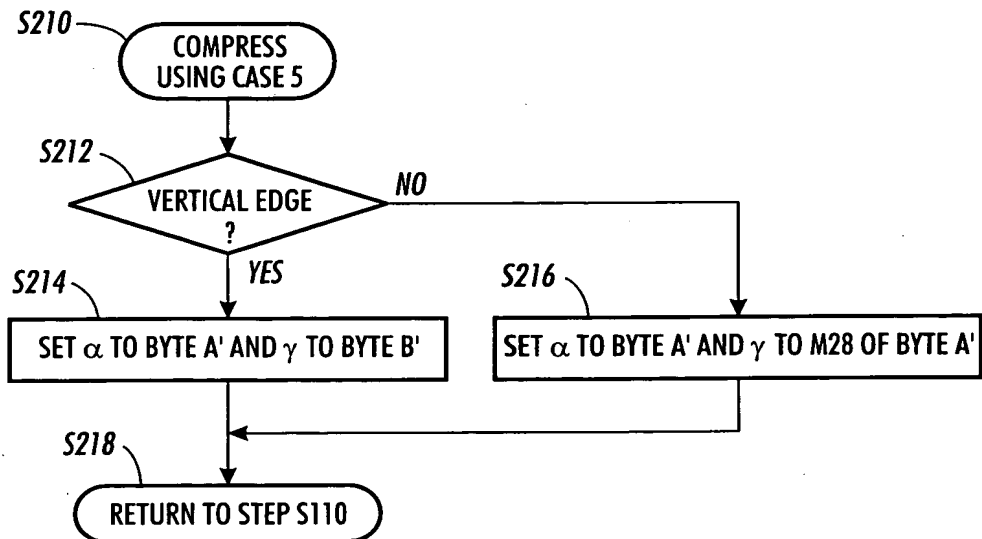 S210
COMPRESS
USING CASE 5
S212
VERTICAL EDGE
?
NO
YES
S214
SET α TO BYTE A' AND γ TO BYTE B'
S216
SET α TO BYTE A' AND γ TO M28 OF BYTE A'
S218
RETURN TO STEP S110